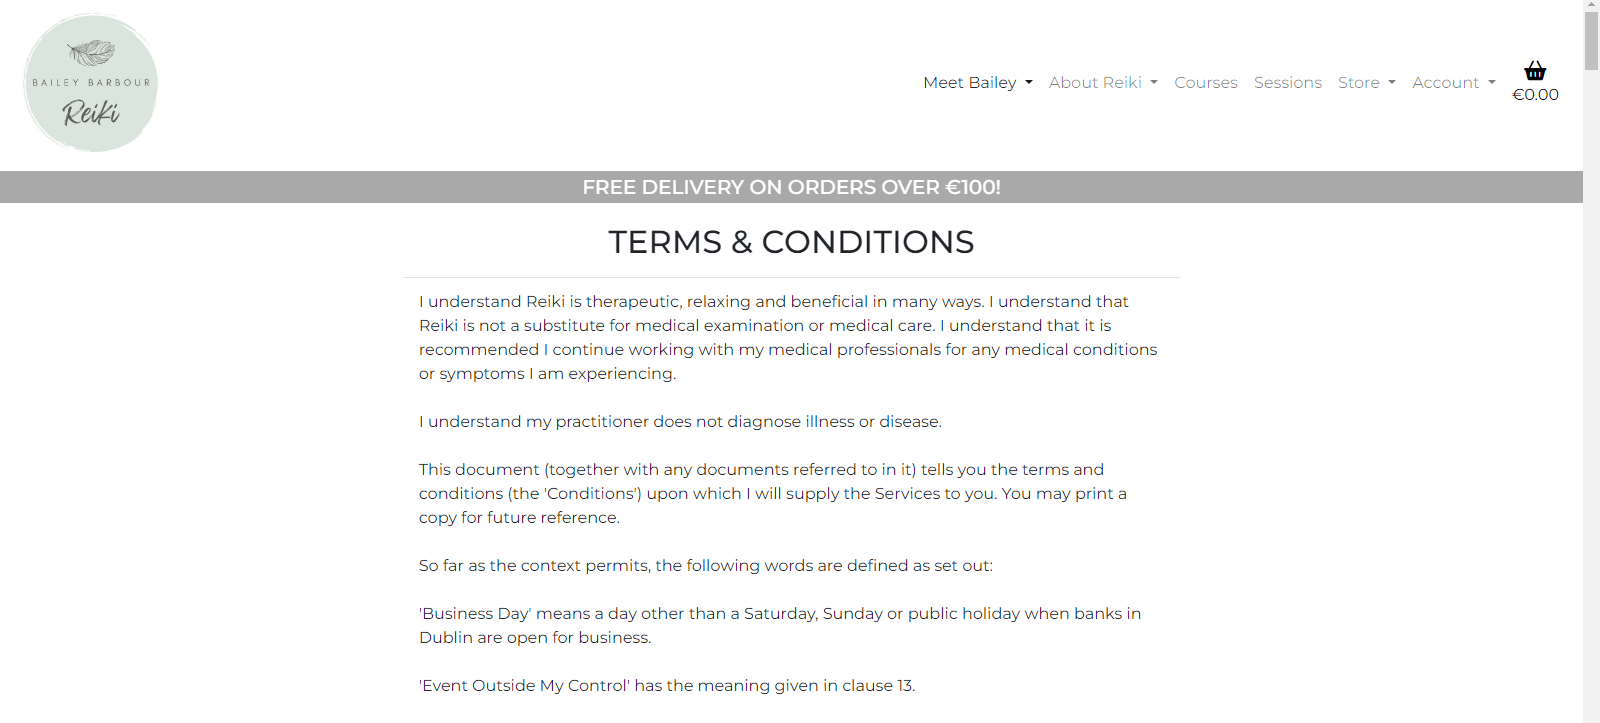 BAILEY BARBOUR
Reiki
Meet Bailey
About Reiki
Courses
Sessions
Store
Account
€0.00
FREE DELIVERY ON ORDERS OVER €100!
TERMS & CONDITIONS
I understand Reiki is therapeutic, relaxing and beneficial in many ways. I understand that
Reiki is not a substitute for medical examination or medical care. I understand that it is
recommended I continue working with my medical professionals for any medical conditions
or symptoms I am experiencing.
I understand my practitioner does not diagnose illness or disease.
This document (together with any documents referred to in it) tells you the terms and
conditions (the 'Conditions') upon which I will supply the Services to you. You may print a
copy for future reference.
So far as the context permits, the following words are defined as set out:
'Business Day' means a day other than a Saturday, Sunday or public holiday when banks in
Dublin are open for business.
'Event Outside My Control' has the meaning given in clause 13.